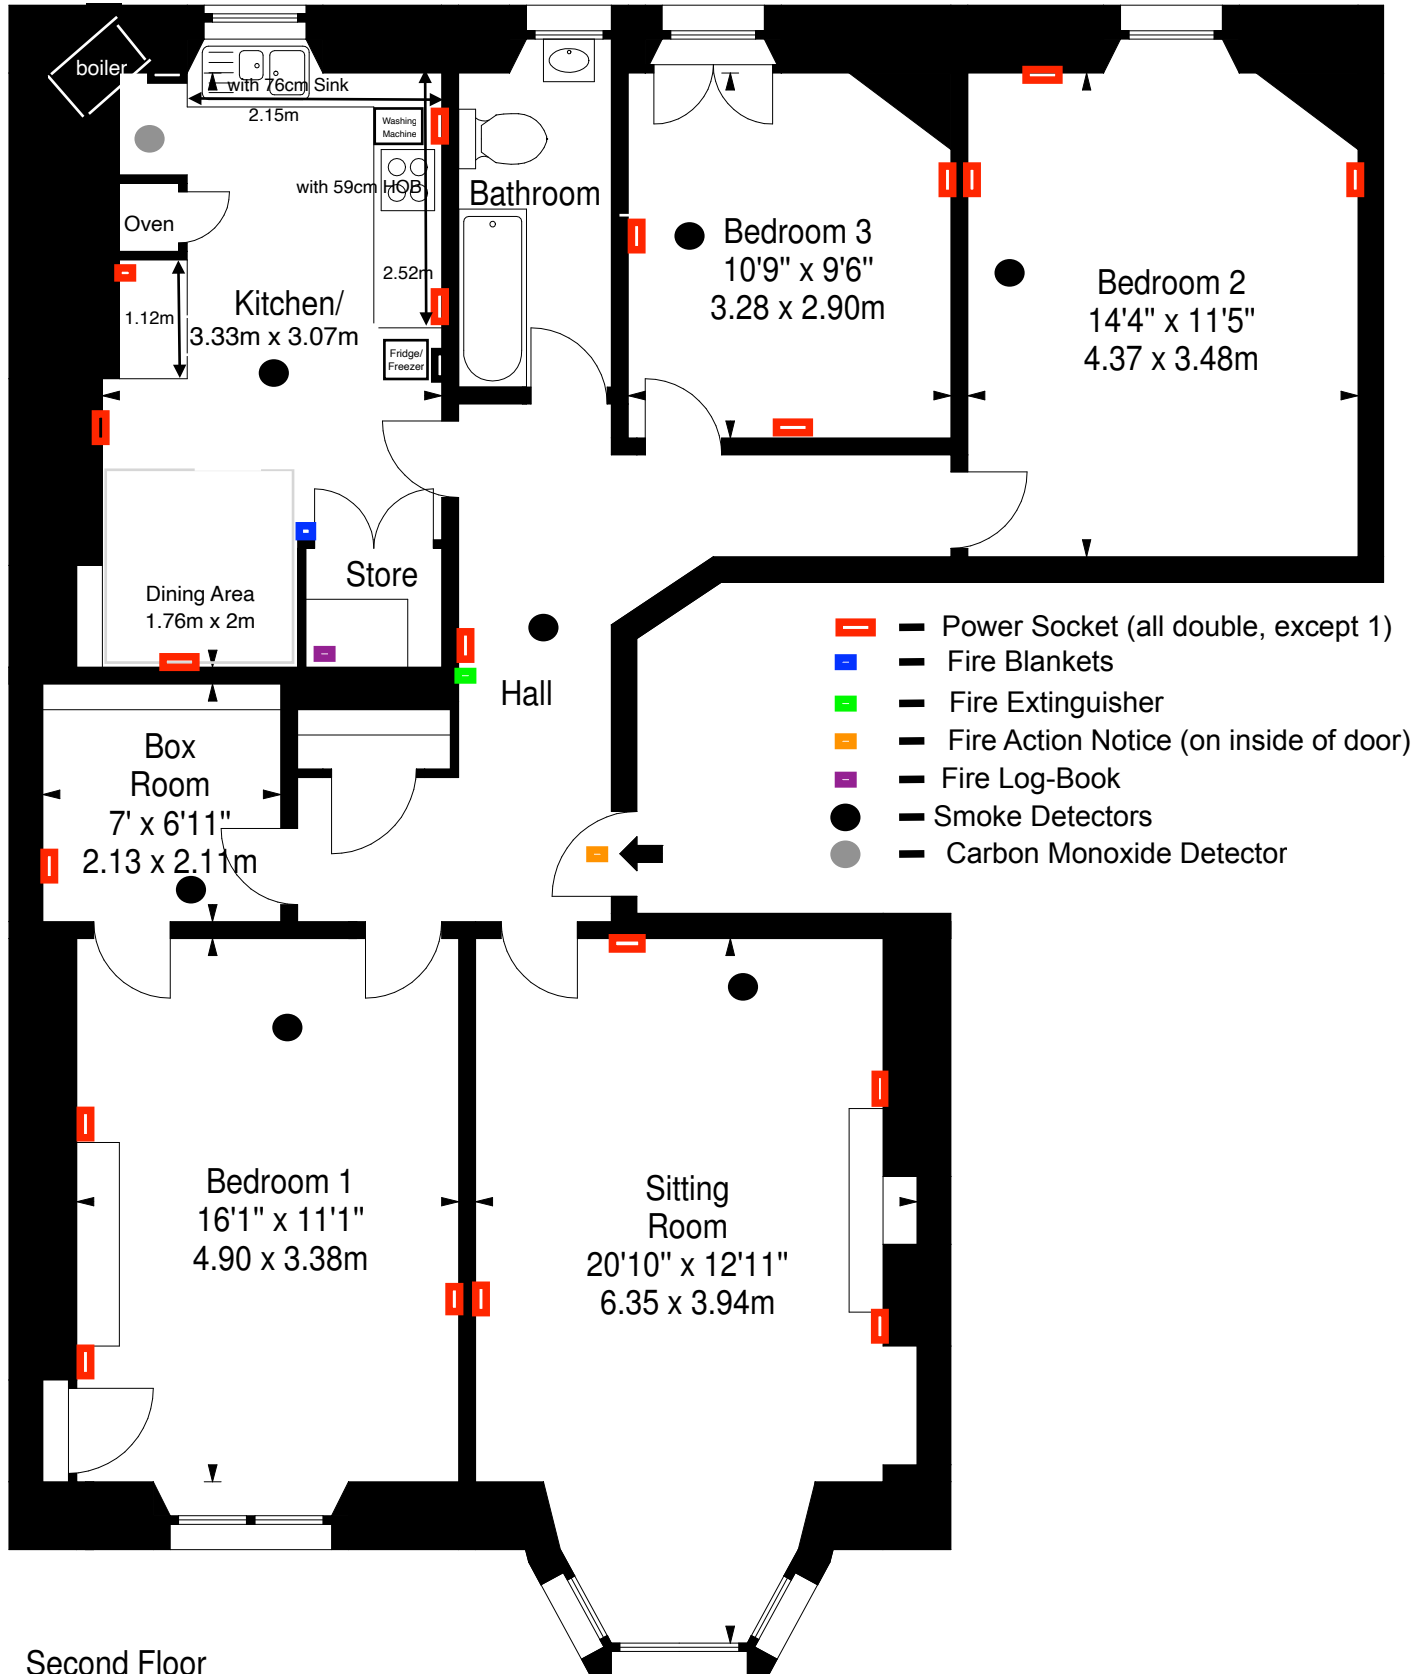 boiler
with 76cm Sink
2.15m
Washing
Machine
with 59cm HOB
Oven
2.52m
1.12m
Kitchen/
3.33m x 3.07m
Fridge/
Freezer
Bathroom
Bedroom 3
10'9" x 9'6"
3.28 x 2.90m
Bedroom 2
14'4" x 11'5"
4.37 x 3.48m
Dining Area
1.76m x 2m
Store
Hall
Power Socket (all double, except 1)
Fire Blankets
Fire Extinguisher
Fire Action Notice (on inside of door)
Fire Log-Book
Smoke Detectors
Carbon Monoxide Detector
Box
Room
7' x 6'11"
2.13 x 2.11m
Bedroom 1
16'1" x 11'1"
4.90 x 3.38m
Sitting
Room
20'10" x 12'11"
6.35 x 3.94m
Second Floor